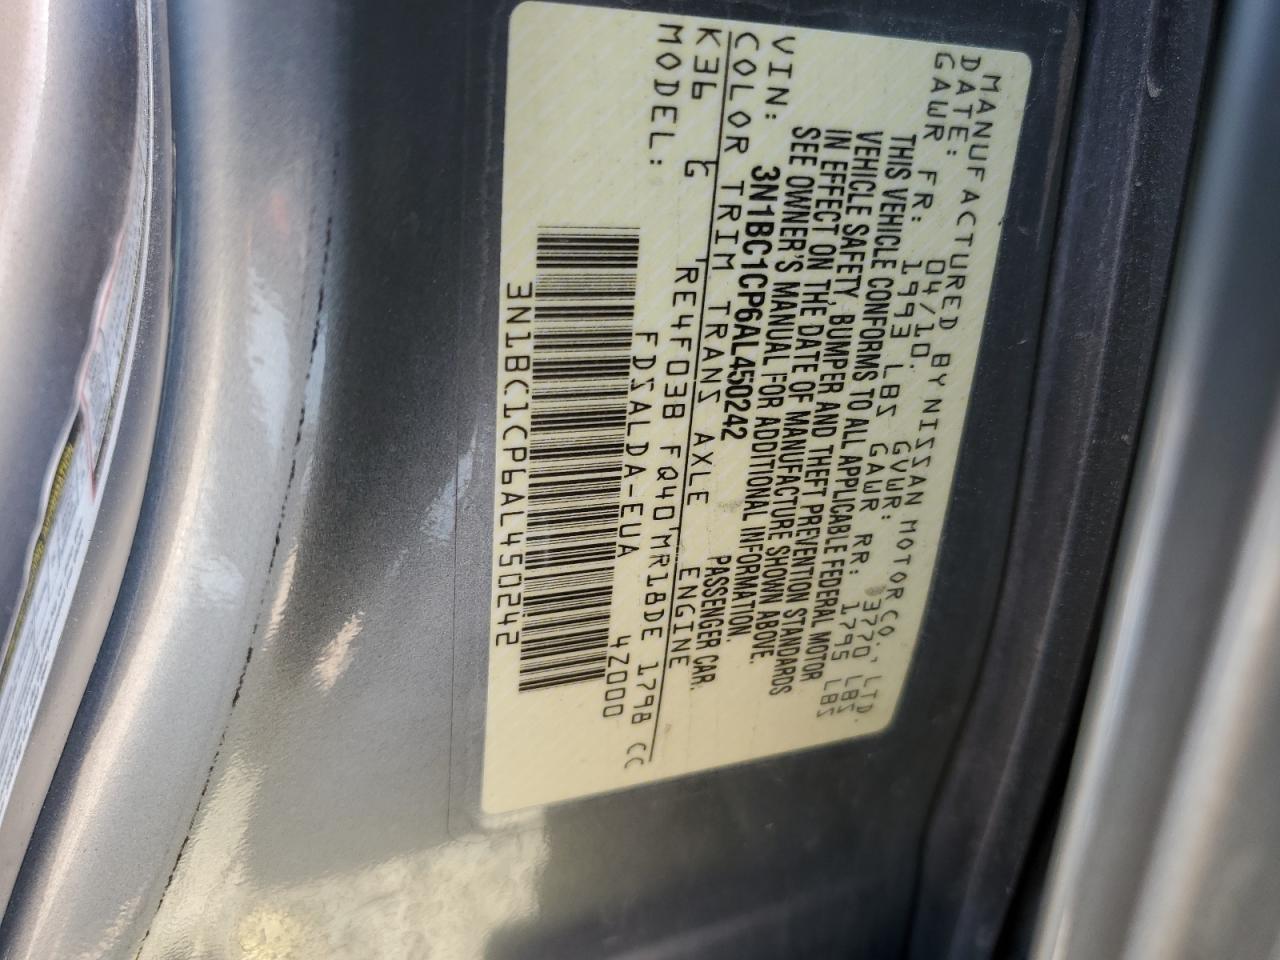 MANUFACTURED BY NISSAN MOTOR CO., LTD.
DATE: 04/10. GVWR: 3770 LBS.
GAWR FR: 1993 LBS GAWR RR: 1795 LBS
THIS VEHICLE CONFORMS TO ALL APPLICABLE FEDERAL MOTOR
VEHICLE SAFETY, BUMPER AND THEFT PREVENTION STANDARDS
IN EFFECT ON THE DATE OF MANUFACTURE SHOWN ABOVE.
SEE OWNER'S MANUAL FOR ADDITIONAL INFORMATION
VIN: 3N1BC1CP6AL450242 PASSENGER CAR.
COLOR TRIM TRANS AXLE ENGINE
K36 G RE4F03B FQ40 MR18DE 1798 CC
MODEL: FDSALDA-EUA 4Z000
3N1BC1CP6AL450242